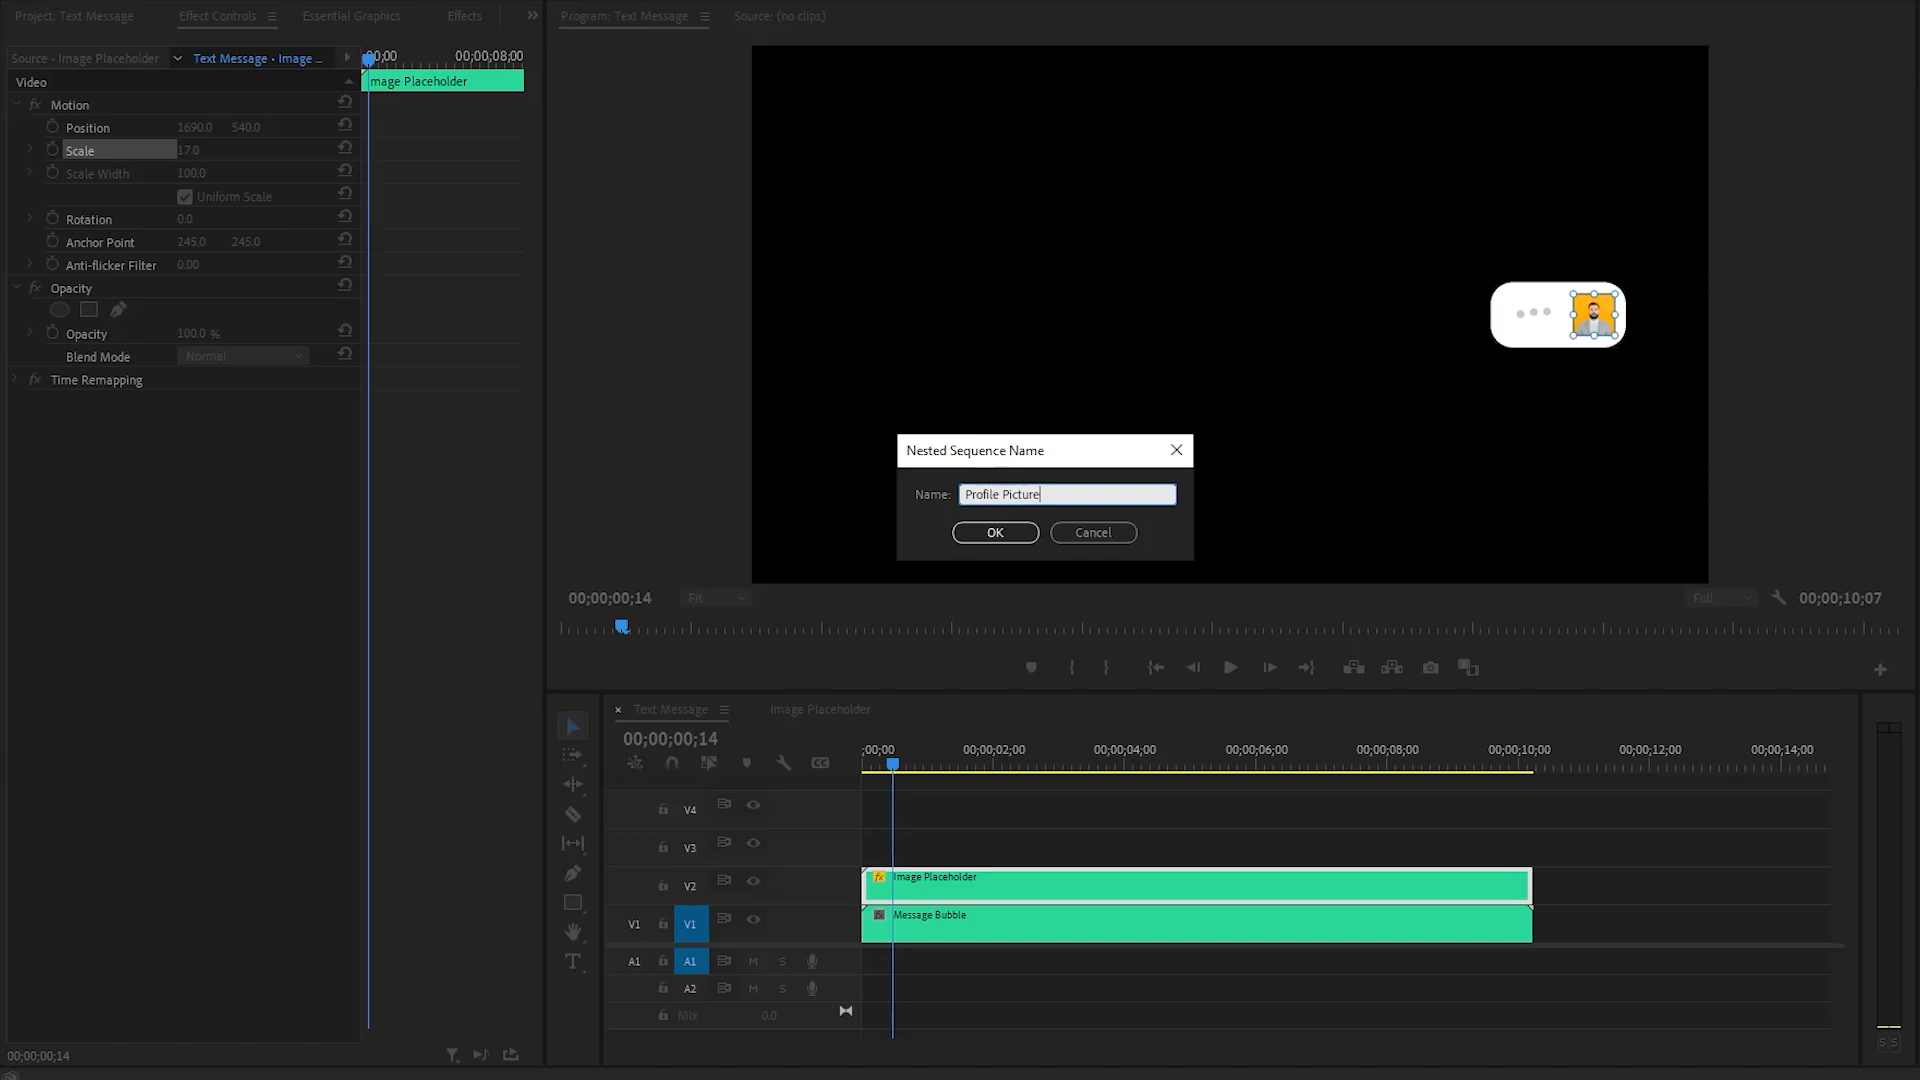 Project: Text Message
Effect Controls
Essential Graphics
Effects
Program: Text Message
Source: (no clips)
Source · Image Placeholder
Text Message · Image ...
;00;00
00;00;08;00
Video
mage Placeholder
Motion
Position 1690.0 540.0
Scale 17.0
Scale Width 100.0
Uniform Scale
Rotation 0.0
Anchor Point 245.0 245.0
Anti-flicker Filter 0.00
Opacity
Opacity 100.0 %
Blend Mode Normal
Time Remapping
Nested Sequence Name
Name: Profile Picture
OK
Cancel
00;00;00;14
Fit
Full
00;00;10;07
Text Message
Image Placeholder
00;00;00;14
;00;00
00;00;02;00
00;00;04;00
00;00;06;00
00;00;08;00
00;00;10;00
00;00;12;00
00;00;14;00
V4
V3
V2
fx Image Placeholder
V1 V1
fx Message Bubble
A1 A1 M S
A2 M S
Mix 0.0
S S
00;00;00;14